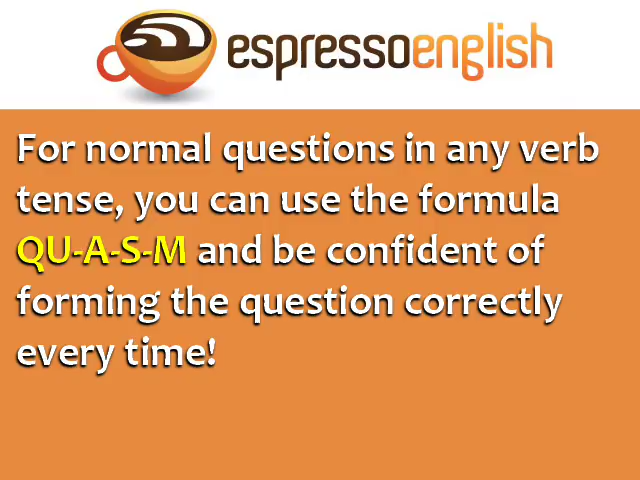 espressoenglish
For normal questions in any verb
tense, you can use the formula
QU-A-S-M and be confident of
forming the question correctly
every time!